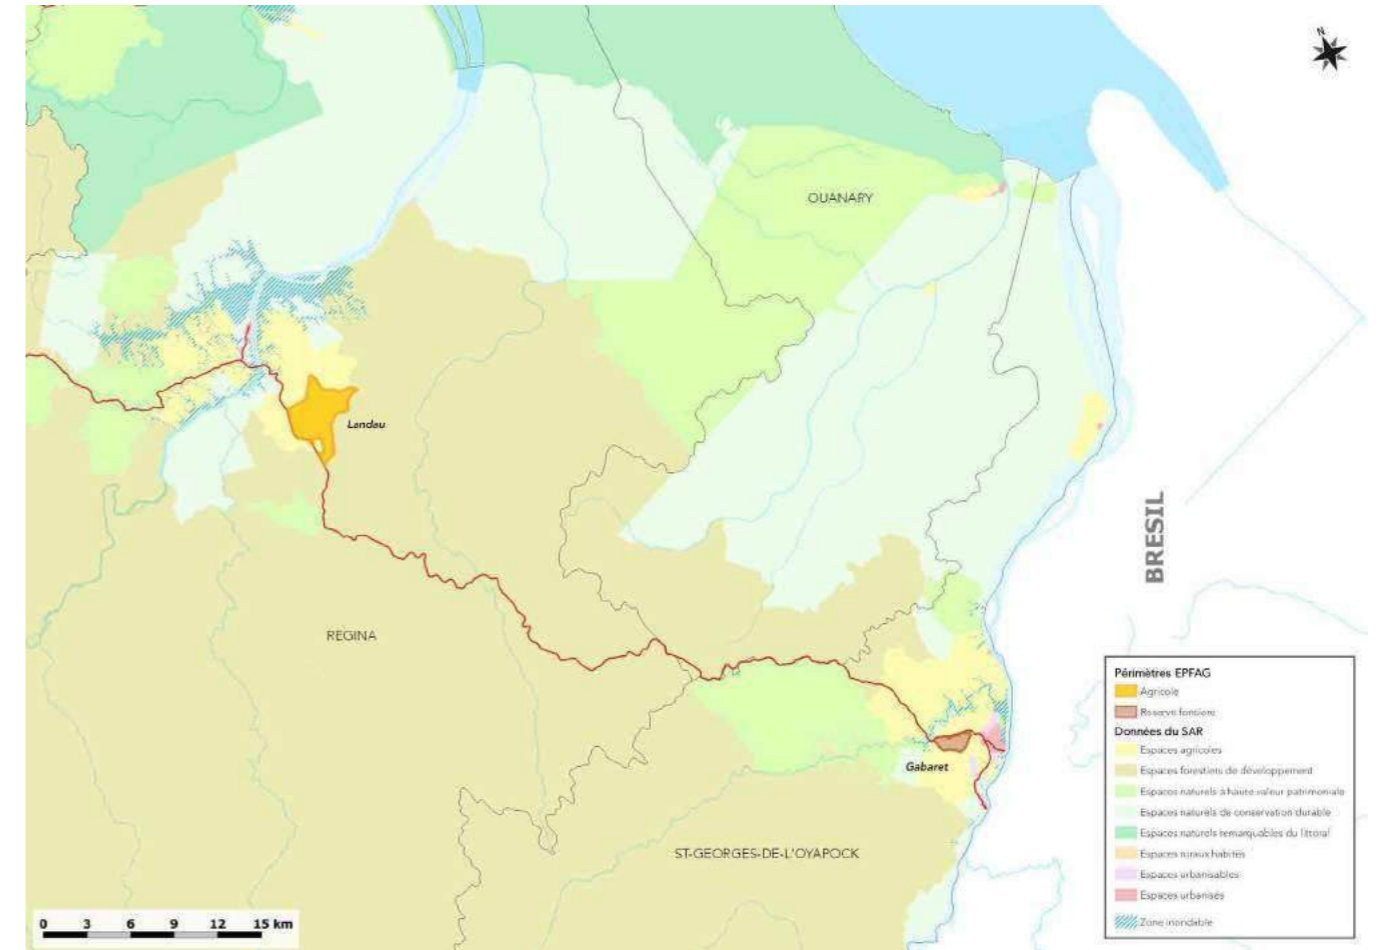 N
OUANARY
Landau
BRESIL
REGINA
Gabaret
ST-GEORGES-DE-L'OYAPOCK
Périmètres EPFAG
Agricole
Réserve foncière
Données du SAR
Espaces agricoles
Espaces forestiers de développement
Espaces naturels à haute valeur patrimoniale
Espaces naturels de conservation durable
Espaces naturels remarquables du littoral
Espaces ruraux habités
Espaces urbanisables
Espaces urbanisés
Zone inondable
0 3 6 9 12 15 km